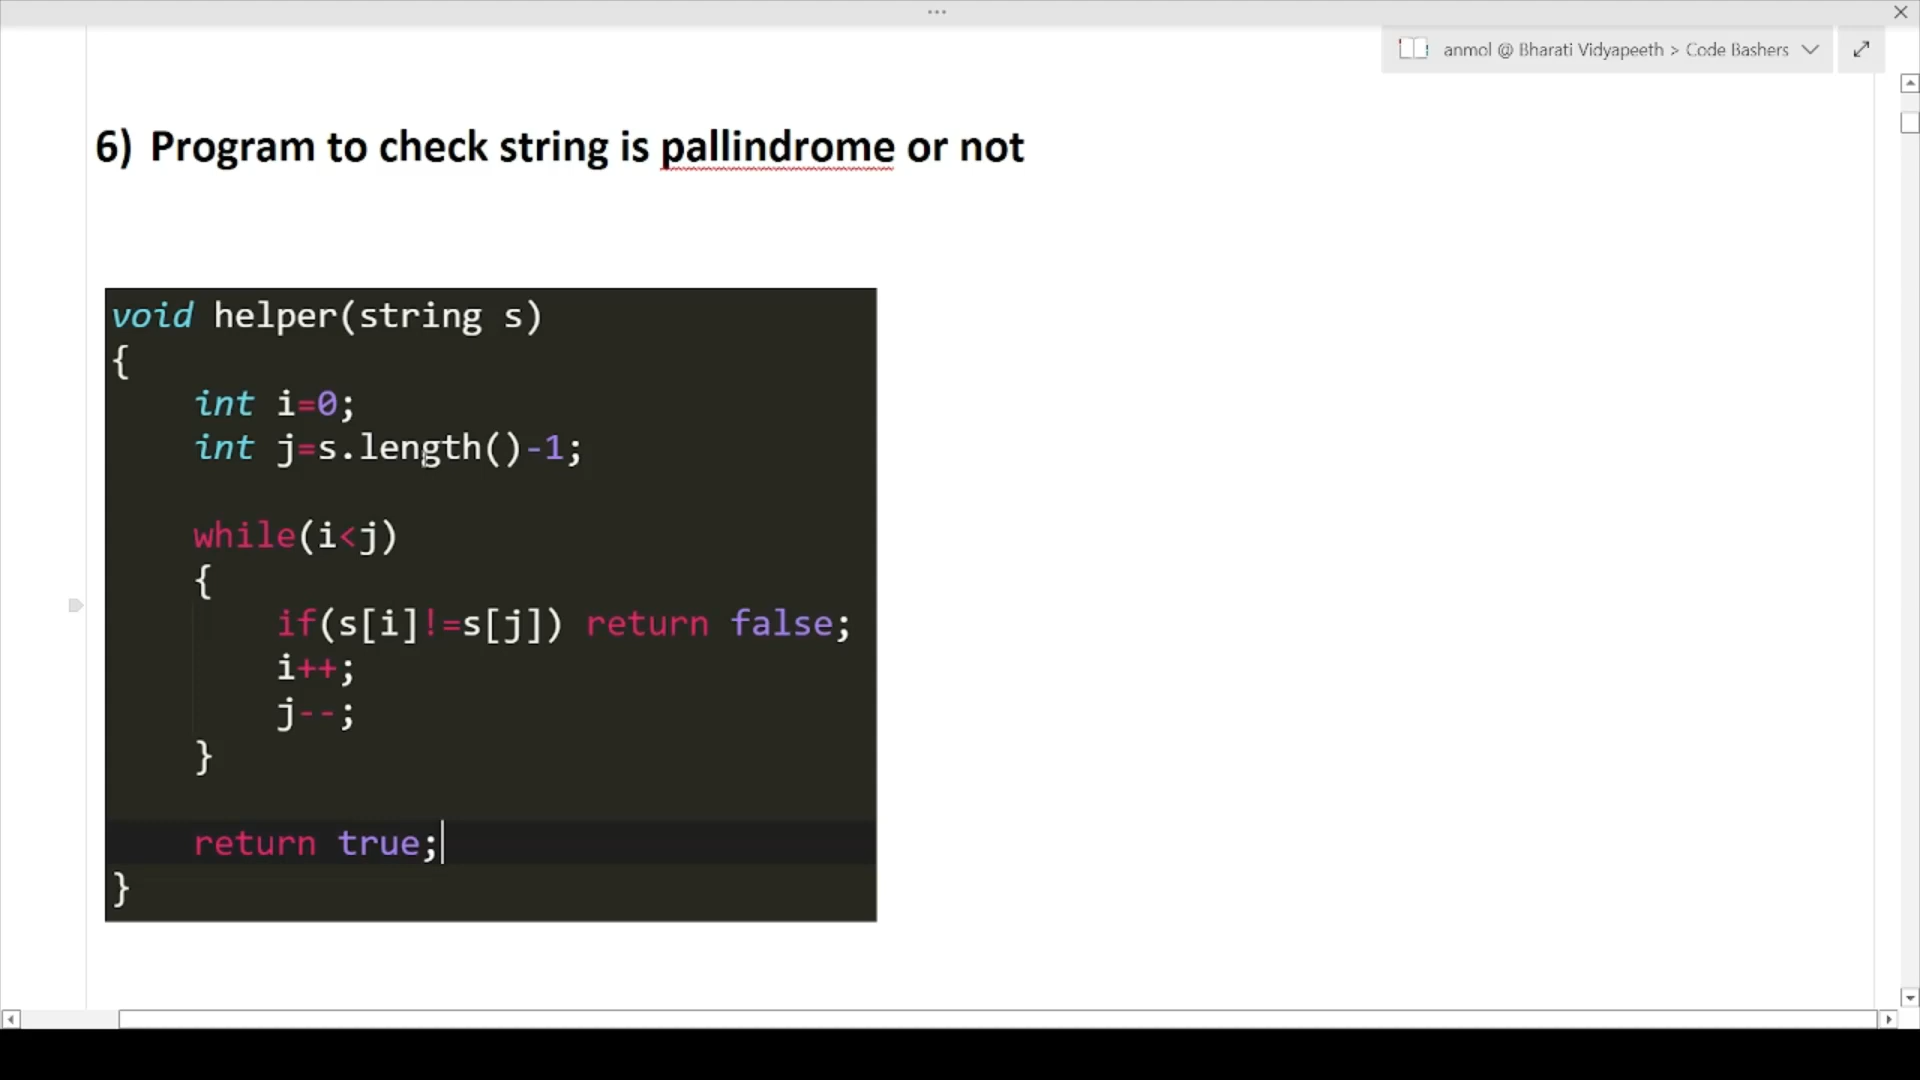 ...
anmol @ Bharati Vidyapeeth > Code Bashers
6) Program to check string is pallindrome or not
void helper(string s)
{
    int i=0;
    int j=s.length()-1;

    while(i<j)
    {
        if(s[i]!=s[j]) return false;
        i++;
        j--;
    }

    return true;
}